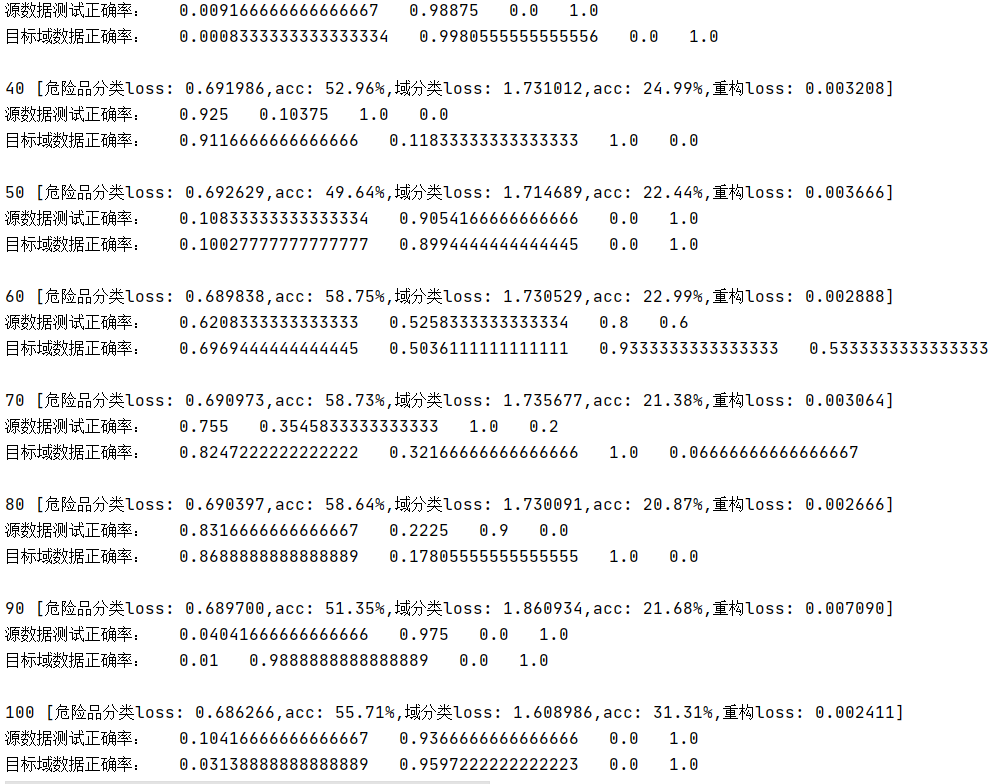 源数据测试正确率： 0.009166666666666667 0.98875 0.0 1.0
目标域数据正确率： 0.0008333333333333334 0.9980555555555556 0.0 1.0
40 [危险品分类loss: 0.691986,acc: 52.96%,域分类loss: 1.731012,acc: 24.99%,重构loss: 0.003208]
源数据测试正确率： 0.925 0.10375 1.0 0.0
目标域数据正确率： 0.9116666666666666 0.11833333333333333 1.0 0.0
50 [危险品分类loss: 0.692629,acc: 49.64%,域分类loss: 1.714689,acc: 22.44%,重构loss: 0.003666]
源数据测试正确率： 0.10833333333333334 0.9054166666666666 0.0 1.0
目标域数据正确率： 0.10027777777777777 0.8994444444444445 0.0 1.0
60 [危险品分类loss: 0.689838,acc: 58.75%,域分类loss: 1.730529,acc: 22.99%,重构loss: 0.002888]
源数据测试正确率： 0.6208333333333333 0.5258333333333334 0.8 0.6
目标域数据正确率： 0.6969444444444445 0.5036111111111111 0.9333333333333333 0.5333333333333333
70 [危险品分类loss: 0.690973,acc: 58.73%,域分类loss: 1.735677,acc: 21.38%,重构loss: 0.003064]
源数据测试正确率： 0.755 0.3545833333333333 1.0 0.2
目标域数据正确率： 0.8247222222222222 0.32166666666666666 1.0 0.06666666666666667
80 [危险品分类loss: 0.690397,acc: 58.64%,域分类loss: 1.730091,acc: 20.87%,重构loss: 0.002666]
源数据测试正确率： 0.8316666666666667 0.2225 0.9 0.0
目标域数据正确率： 0.8688888888888889 0.17805555555555555 1.0 0.0
90 [危险品分类loss: 0.689700,acc: 51.35%,域分类loss: 1.860934,acc: 21.68%,重构loss: 0.007090]
源数据测试正确率： 0.04041666666666666 0.975 0.0 1.0
目标域数据正确率： 0.01 0.9888888888888889 0.0 1.0
100 [危险品分类loss: 0.686266,acc: 55.71%,域分类loss: 1.608986,acc: 31.31%,重构loss: 0.002411]
源数据测试正确率： 0.10416666666666667 0.9366666666666666 0.0 1.0
目标域数据正确率： 0.03138888888888889 0.9597222222222223 0.0 1.0